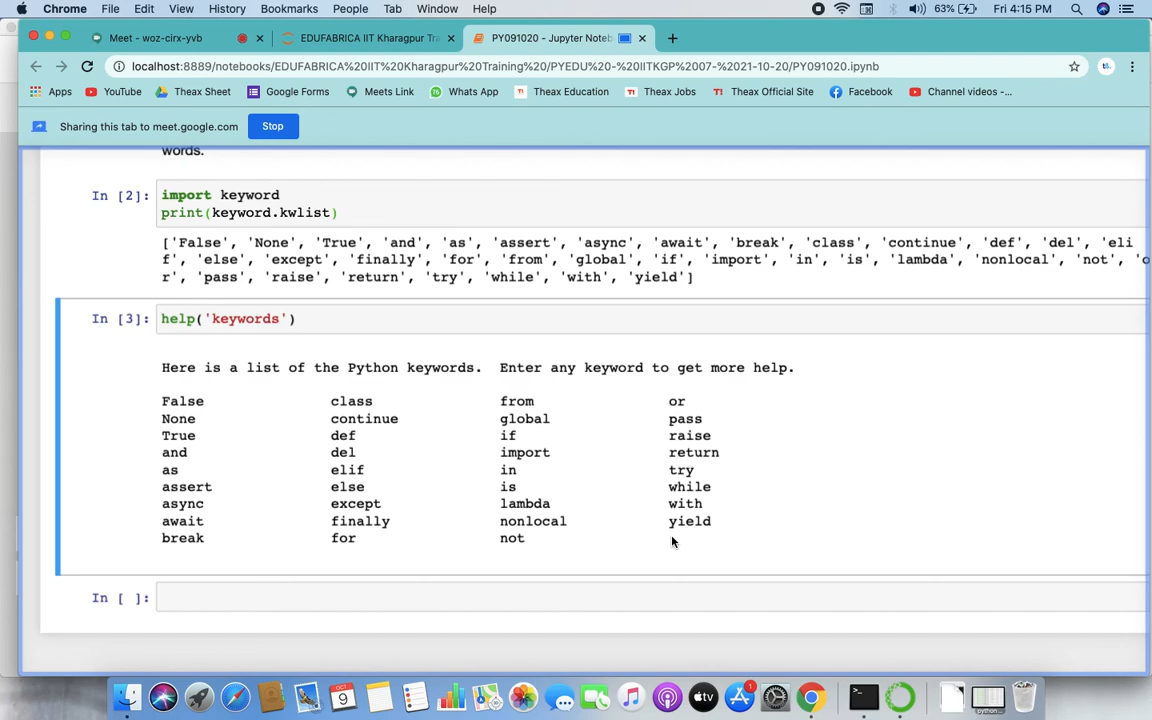 Chrome File Edit View History Bookmarks People Tab Window Help 63% Fri 4:15 PM
Meet - woz-cirx-yvb EDUFABRICA IIT Kharagpur Tra PY091020 - Jupyter Noteb
localhost:8889/notebooks/EDUFABRICA%20IIT%20Kharagpur%20Training%20/PYEDU%20-%20IITKGP%2007-%2021-10-20/PY091020.ipynb
Apps YouTube Theax Sheet Google Forms Meets Link Whats App Theax Education Theax Jobs Theax Official Site Facebook Channel videos -...
Sharing this tab to meet.google.com Stop
words.
In [2]: import keyword
print(keyword.kwlist)
['False', 'None', 'True', 'and', 'as', 'assert', 'async', 'await', 'break', 'class', 'continue', 'def', 'del', 'eli
f', 'else', 'except', 'finally', 'for', 'from', 'global', 'if', 'import', 'in', 'is', 'lambda', 'nonlocal', 'not', 'o
r', 'pass', 'raise', 'return', 'try', 'while', 'with', 'yield']
In [3]: help('keywords')
Here is a list of the Python keywords. Enter any keyword to get more help.
False class from or
None continue global pass
True def if raise
and del import return
as elif in try
assert else is while
async except lambda with
await finally nonlocal yield
break for not
In [ ]:
OCT
9
tv
1